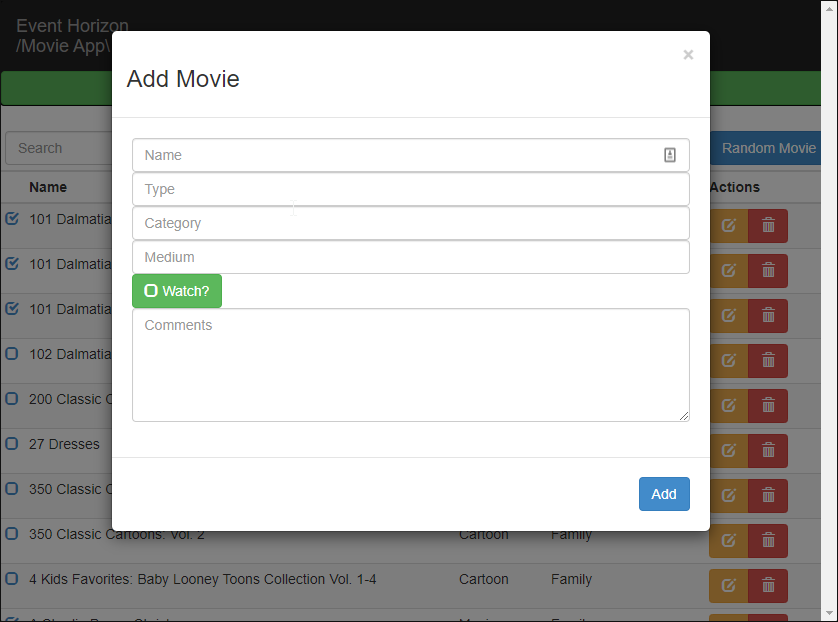 Event Horizon
/Movie App\
×
Add Movie
Name
Type
Category
Medium
Watch?
Comments
Add
Search
Random Movie
Name
Actions
101 Dalmatia
101 Dalmatia
101 Dalmatia
102 Dalmatia
200 Classic C
27 Dresses
350 Classic C
350 Classic Cartoons: Vol. 2 Cartoon Family
4 Kids Favorites: Baby Looney Toons Collection Vol. 1-4 Cartoon Family